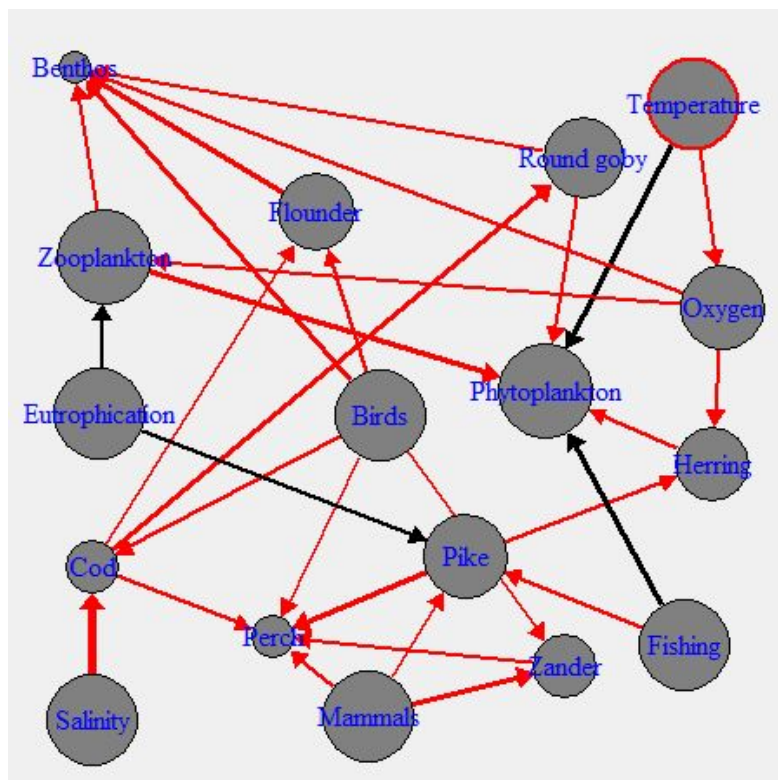 Benthos
Temperature
Round goby
Flounder
Zooplankton
Oxygen
Phytoplankton
Eutrophication
Birds
Herring
Pike
Cod
Perch
Zander
Fishing
Salinity
Mammals